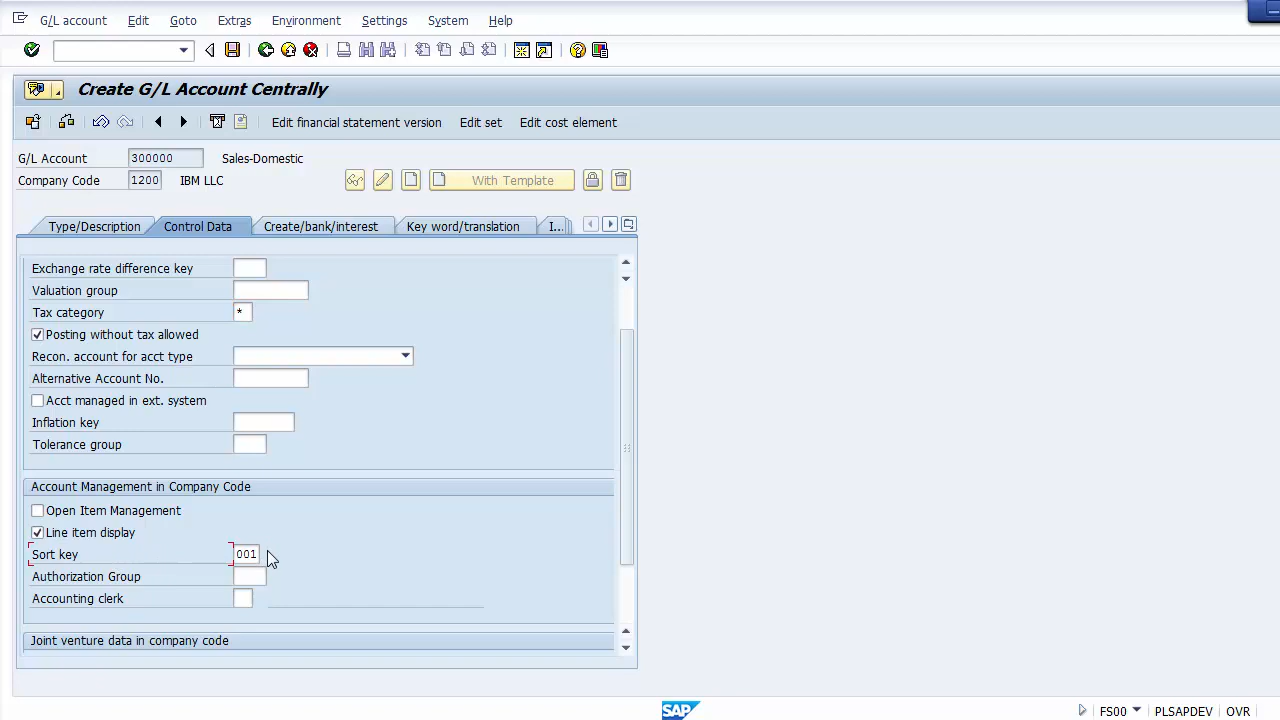 G/L account Edit Goto Extras Environment Settings System Help
Create G/L Account Centrally
Edit financial statement version Edit set Edit cost element
G/L Account 300000 Sales-Domestic
Company Code 1200 IBM LLC With Template
Type/Description Control Data Create/bank/interest Key word/translation I...
Exchange rate difference key
Valuation group
Tax category *
Posting without tax allowed
Recon. account for acct type
Alternative Account No.
Acct managed in ext. system
Inflation key
Tolerance group
Account Management in Company Code
Open Item Management
Line item display
Sort key 001
Authorization Group
Accounting clerk
Joint venture data in company code
SAP FS00 PLSAPDEV OVR